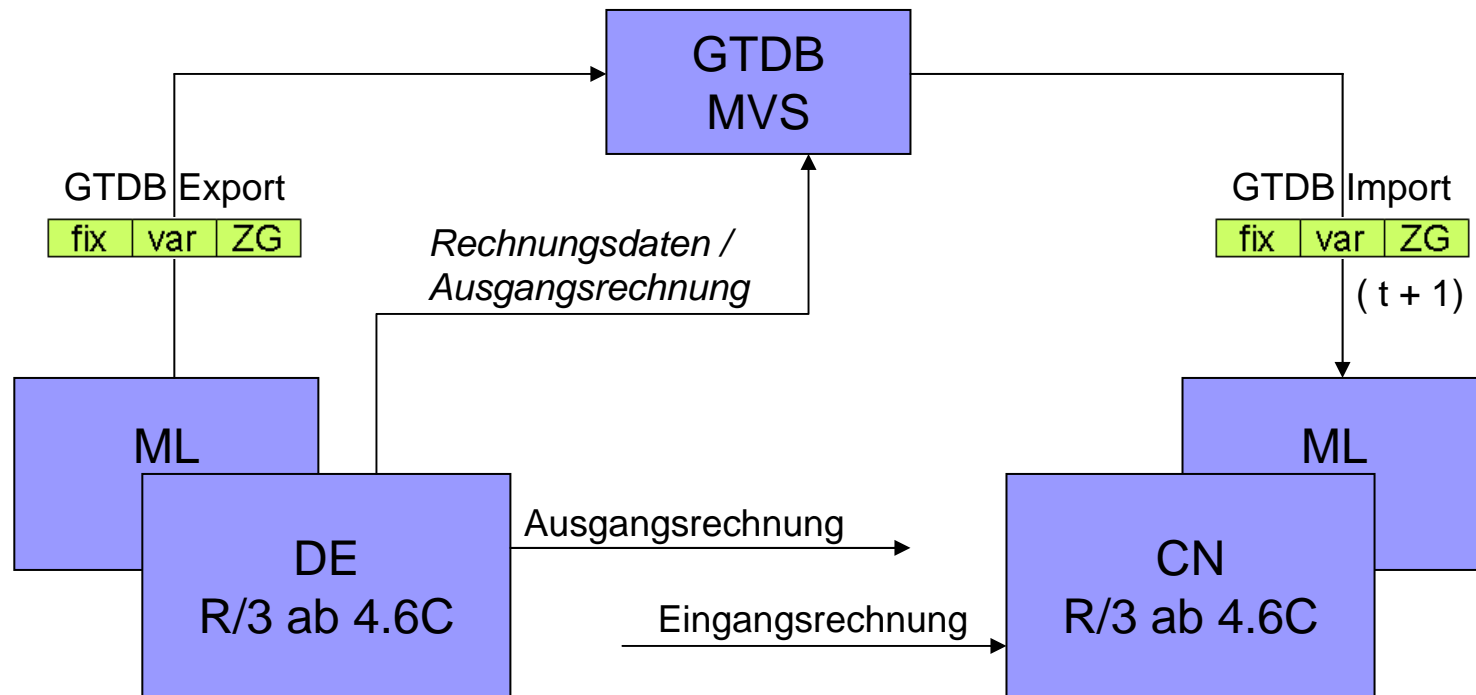 GTDB
MVS
GTDB Export
fix var ZG
Rechnungsdaten /
Ausgangsrechnung
GTDB Import
fix var ZG
( t + 1)
ML
DE
R/3 ab 4.6C
Ausgangsrechnung
Eingangsrechnung
ML
CN
R/3 ab 4.6C